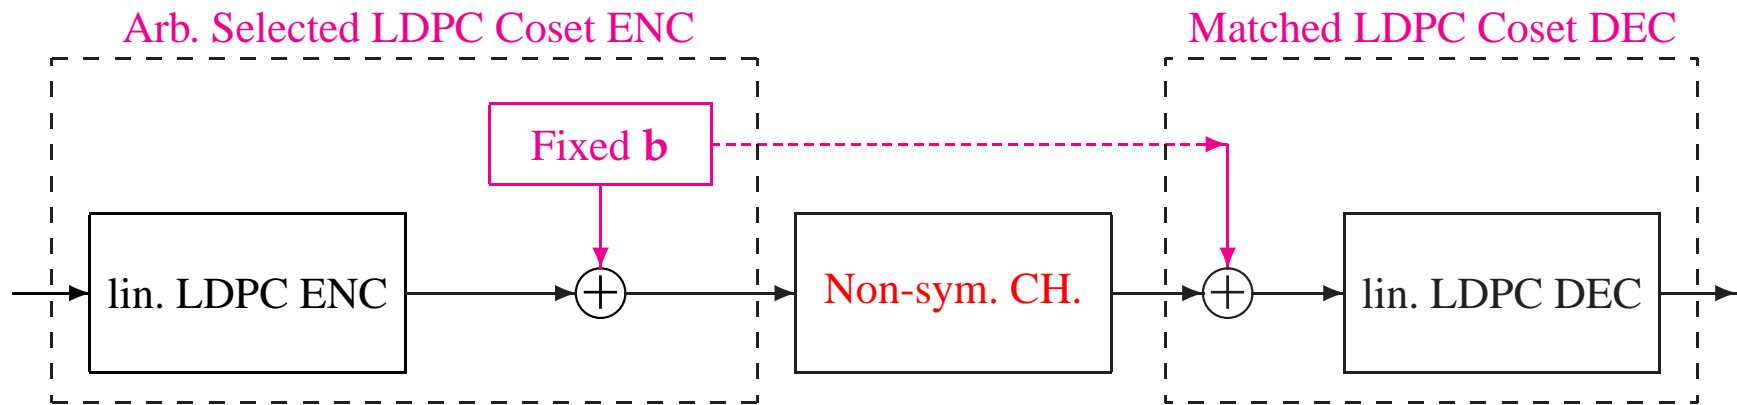 Arb. Selected LDPC Coset ENC
Matched LDPC Coset DEC
Fixed b
lin. LDPC ENC
Non-sym. CH.
lin. LDPC DEC